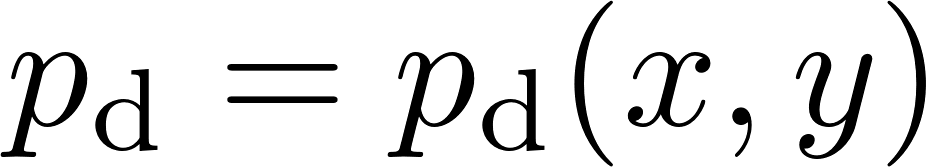 p_d = p_d(x, y)